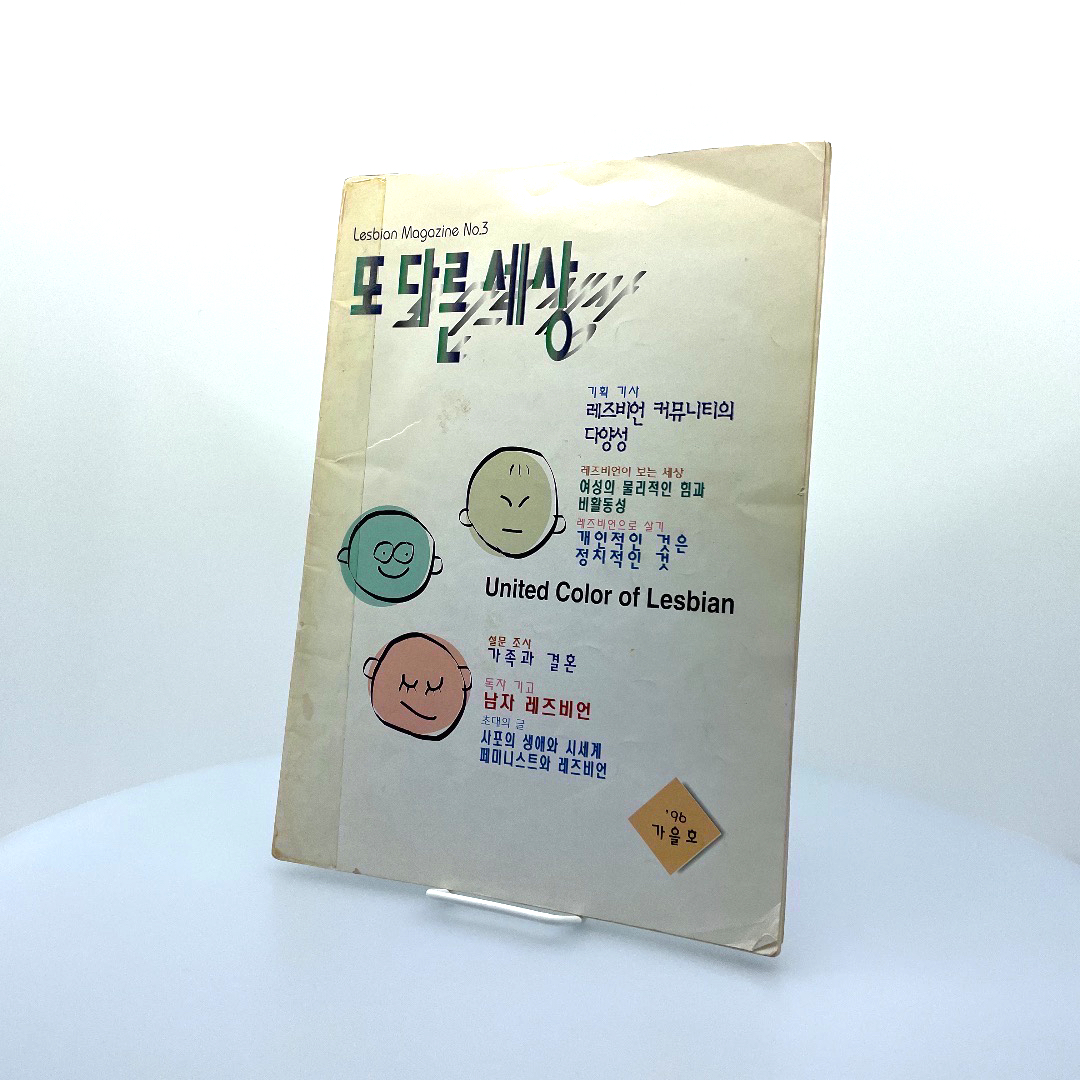 Lesbian Magazine No.3
또 다른 세상
기획 기사
레즈비언 커뮤니티의
다양성
레즈비언이 보는 세상
여성의 물리적인 힘과
비활동성
레즈비언으로 살기
개인적인 것은
정치적인 것
United Color of Lesbian
설문 조사
가족과 결혼
독자 기고
남자 레즈비언
초대의 글
사포의 생애와 시세계
페미니스트와 레즈비언
'96
가을호